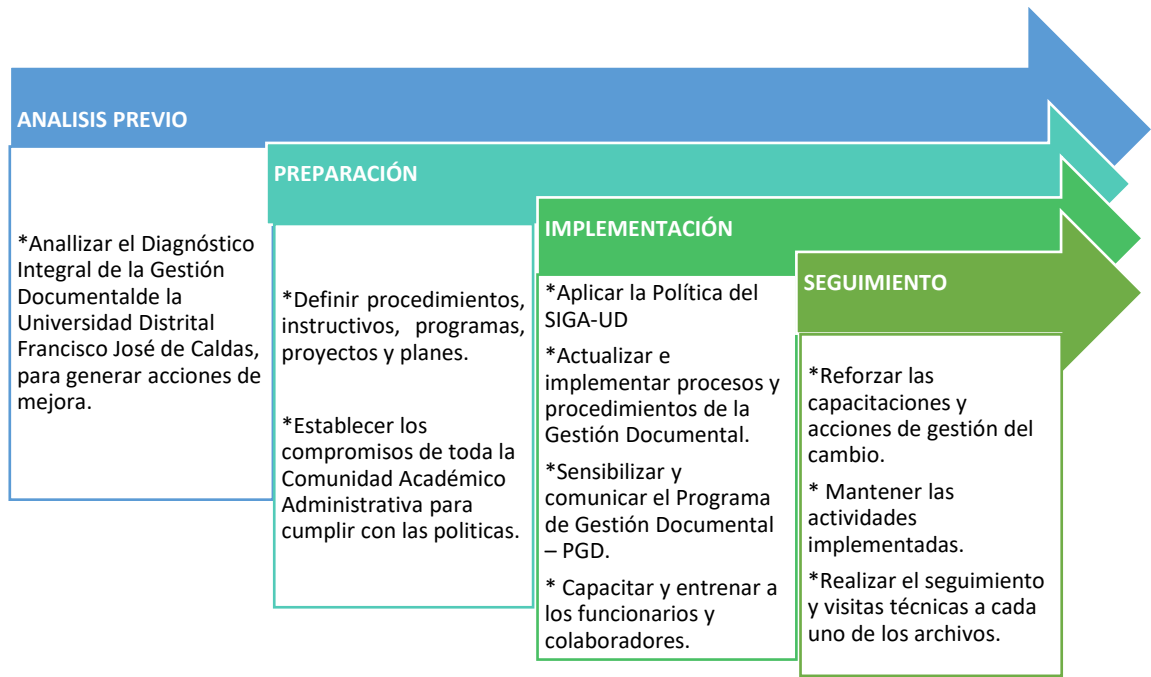 ANALISIS PREVIO
*Anallizar el Diagnóstico
Integral de la Gestión
Documentalde la
Universidad Distrital
Francisco José de Caldas,
para generar acciones de
mejora.
PREPARACIÓN
*Definir procedimientos,
instructivos, programas,
proyectos y planes.
*Establecer los
compromisos de toda la
Comunidad Académico
Administrativa para
cumplir con las politicas.
IMPLEMENTACIÓN
*Aplicar la Política del
SIGA-UD
*Actualizar e
implementar procesos y
procedimientos de la
Gestión Documental.
*Sensibilizar y
comunicar el Programa
de Gestión Documental
– PGD.
* Capacitar y entrenar a
los funcionarios y
colaboradores.
SEGUIMIENTO
*Reforzar las
capacitaciones y
acciones de gestión del
cambio.
* Mantener las
actividades
implementadas.
*Realizar el seguimiento
y visitas técnicas a cada
uno de los archivos.